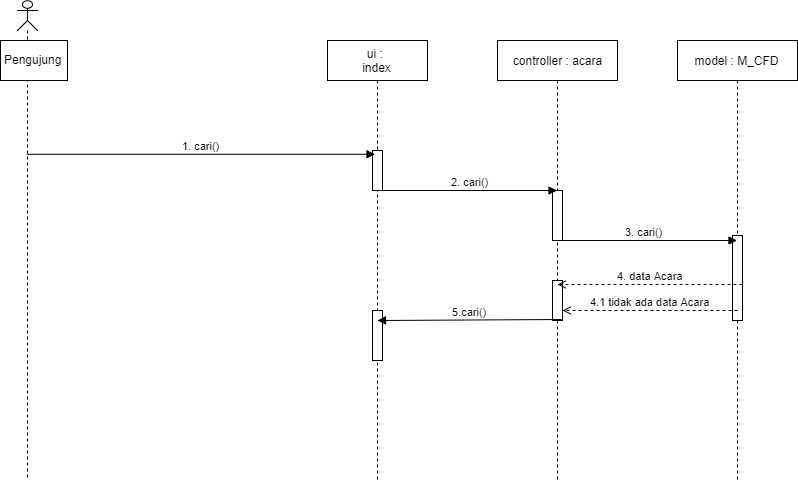 Pengujung
ui :
index
controller : acara
model : M_CFD
1. cari()
2. cari()
3. cari()
4. data Acara
4.1 tidak ada data Acara
5.cari()